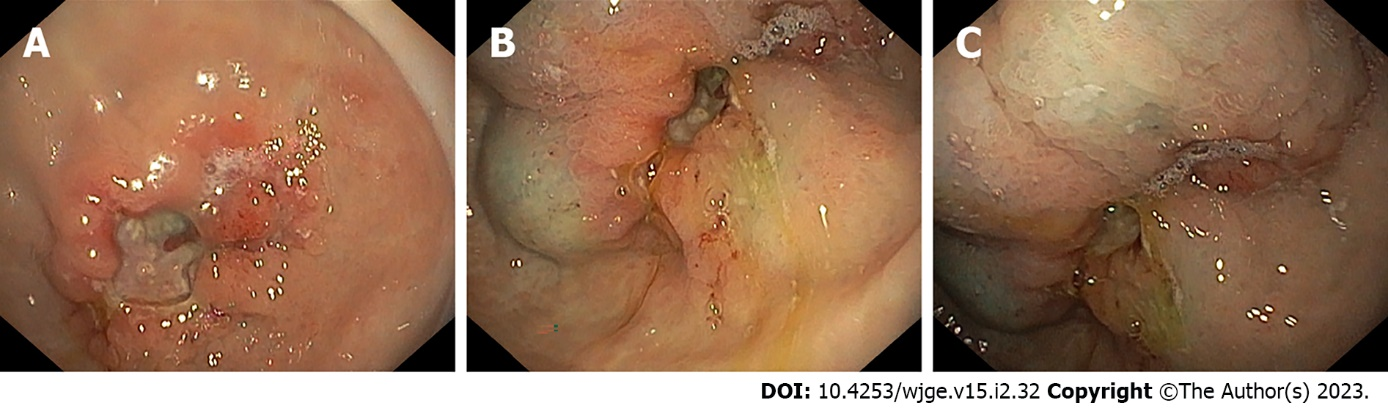 A
B
C
DOI: 10.4253/wjge.v15.i2.32 Copyright ©The Author(s) 2023.